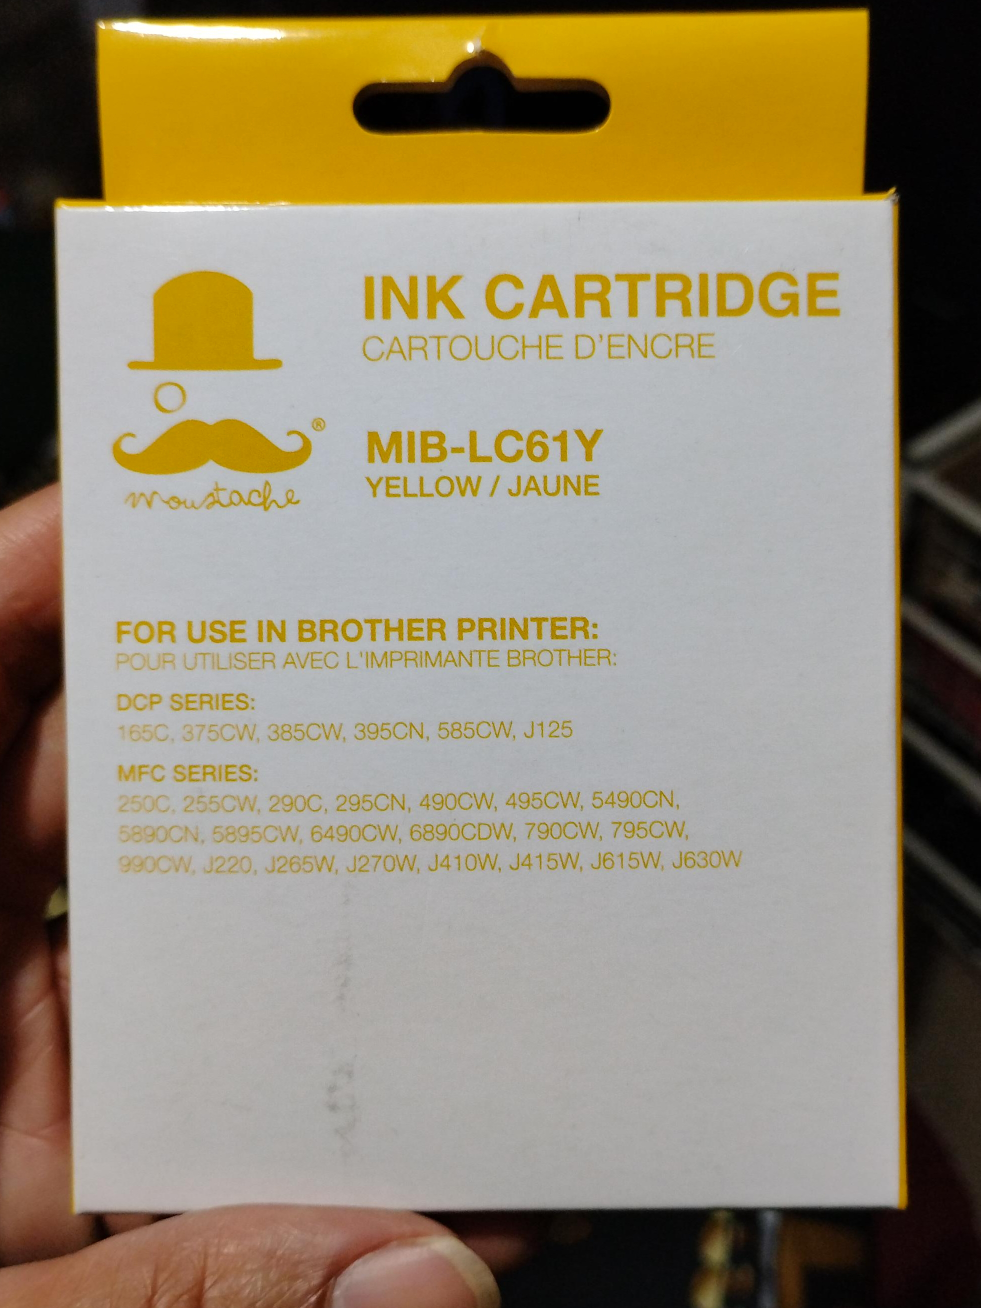 INK CARTRIDGE
CARTOUCHE D'ENCRE
®
moustache
MIB-LC61Y
YELLOW / JAUNE
FOR USE IN BROTHER PRINTER:
POUR UTILISER AVEC L'IMPRIMANTE BROTHER:
DCP SERIES:
165C, 375CW, 385CW, 395CN, 585CW, J125
MFC SERIES:
250C, 255CW, 290C, 295CN, 490CW, 495CW, 5490CN,
5890CN, 5895CW, 6490CW, 6890CDW, 790CW, 795CW,
990CW, J220, J265W, J270W, J410W, J415W, J615W, J630W